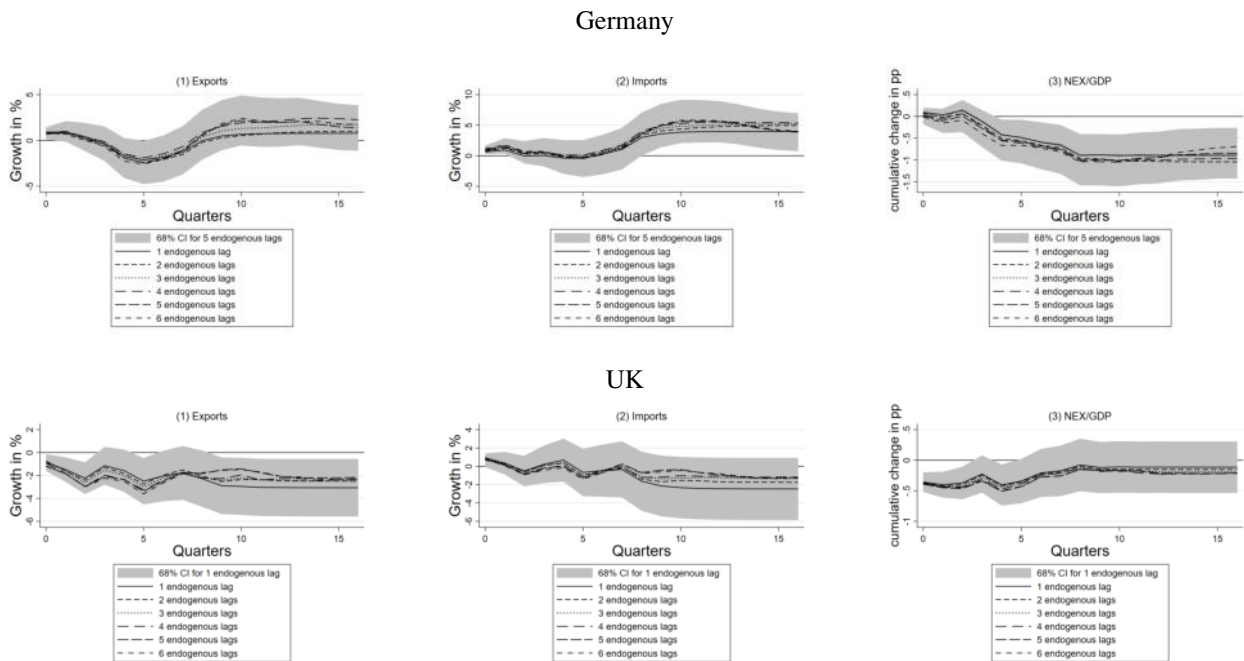 Germany
(1) Exports
Growth in %
5
0
-5
0 5 10 15
Quarters
68% CI for 5 endogenous lags
1 endogenous lag
2 endogenous lags
3 endogenous lags
4 endogenous lags
5 endogenous lags
6 endogenous lags
(2) Imports
Growth in %
10
5
0
-5
0 5 10 15
Quarters
68% CI for 5 endogenous lags
1 endogenous lag
2 endogenous lags
3 endogenous lags
4 endogenous lags
5 endogenous lags
6 endogenous lags
(3) NEX/GDP
cumulative change in pp
.5
0
-.5
-1
-1.5
0 5 10 15
Quarters
68% CI for 5 endogenous lags
1 endogenous lag
2 endogenous lags
3 endogenous lags
4 endogenous lags
5 endogenous lags
6 endogenous lags
UK
(1) Exports
Growth in %
2
0
-2
-4
-6
0 5 10 15
Quarters
68% CI for 1 endogenous lag
1 endogenous lag
2 endogenous lags
3 endogenous lags
4 endogenous lags
5 endogenous lags
6 endogenous lags
(2) Imports
Growth in %
4
2
0
-2
-4
-6
0 5 10 15
Quarters
68% CI for 1 endogenous lag
1 endogenous lag
2 endogenous lags
3 endogenous lags
4 endogenous lags
5 endogenous lags
6 endogenous lags
(3) NEX/GDP
cumulative change in pp
.5
0
-.5
-1
0 5 10 15
Quarters
68% CI for 1 endogenous lag
1 endogenous lag
2 endogenous lags
3 endogenous lags
4 endogenous lags
5 endogenous lags
6 endogenous lags